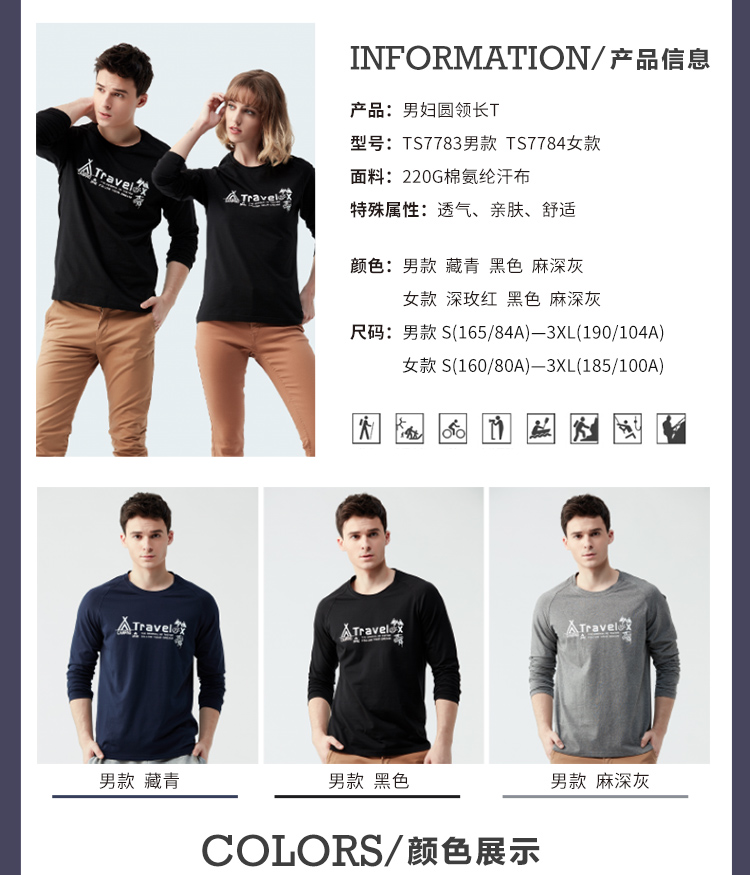 INFORMATION/产品信息
产品：男妇圆领长T
型号：TS7783男款 TS7784女款
面料：220G棉氨纶汗布
特殊属性：透气、亲肤、舒适
颜色：男款 藏青 黑色 麻深灰
女款 深玫红 黑色 麻深灰
尺码：男款 S(165/84A)—3XL(190/104A)
女款 S(160/80A)—3XL(185/100A)
Travelox
Travelox
Travelox
Travelox
Travelox
男款 藏青
男款 黑色
男款 麻深灰
COLORS/颜色展示